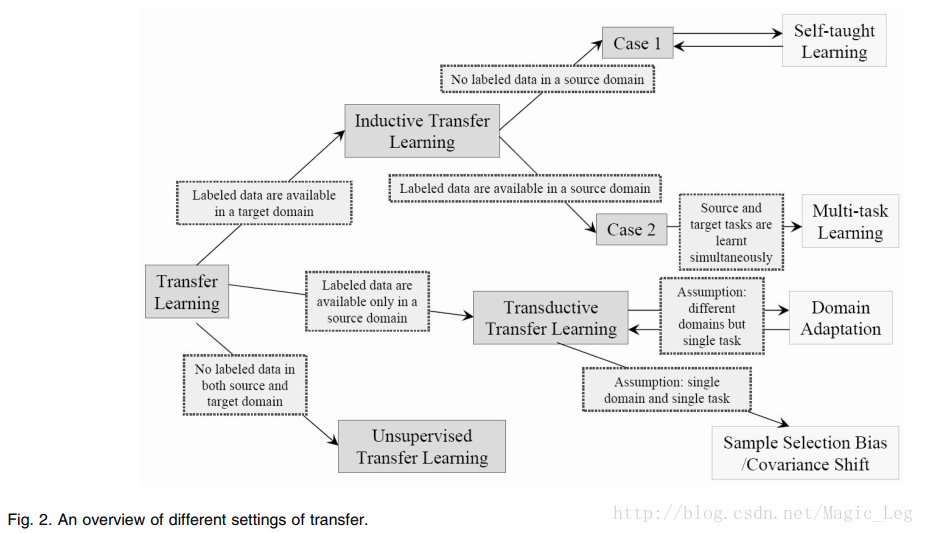 Case 1
Self-taught
Learning
No labeled data in a source domain
Inductive Transfer
Learning
Labeled data are available
in a target domain
Labeled data are available in a source domain
Case 2
Source and
target tasks are
learnt
simultaneously
Multi-task
Learning
Transfer
Learning
Labeled data are
available only in a
source domain
Transductive
Transfer Learning
Assumption:
different
domains but
single task
Domain
Adaptation
No labeled data in
both source and
target domain
Assumption: single
domain and single task
Unsupervised
Transfer Learning
Sample Selection Bias
/Covariance Shift
Fig. 2. An overview of different settings of transfer.
http://blog.csdn.net/Magic_Leg